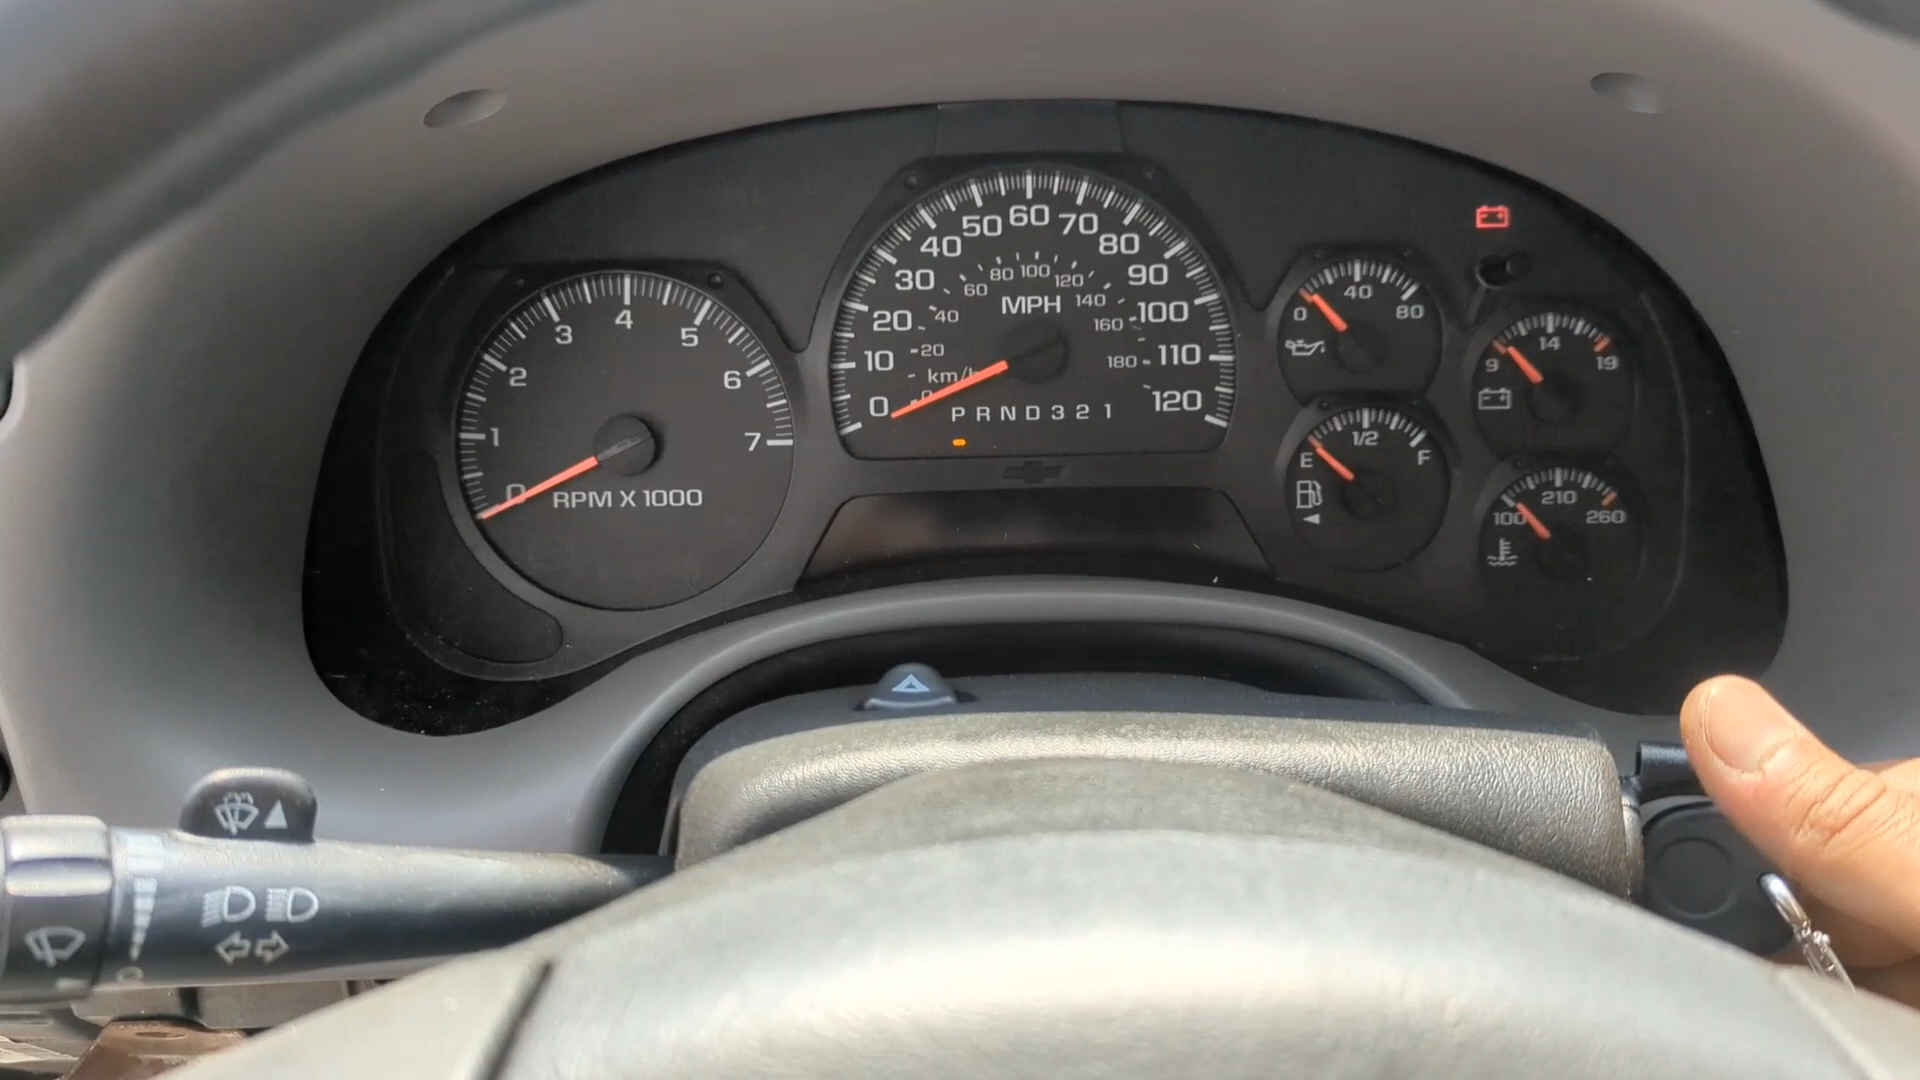 0 1 2 3 4 5 6 7
RPM X 1000
0 10 20 30 40 50 60 70 80 90 100 110 120
MPH
0 20 40 60 80 100 120 140 160 180
km/h
P R N D 3 2 1
0 40 80
9 14 19
E 1/2 F
100 210 260